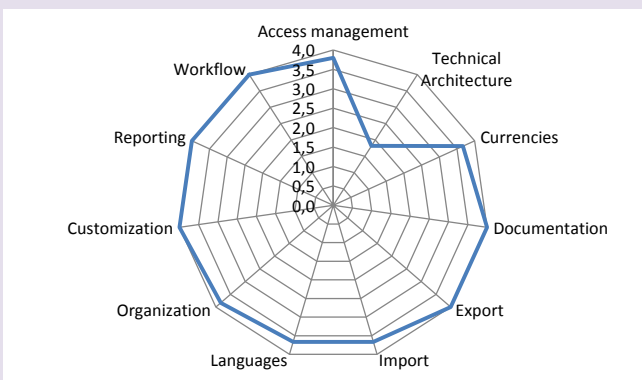 Access management
Technical
Architecture
Currencies
Documentation
Export
Import
Languages
Organization
Customization
Reporting
Workflow
4,0
3,5
3,0
2,5
2,0
1,5
1,0
0,5
0,0